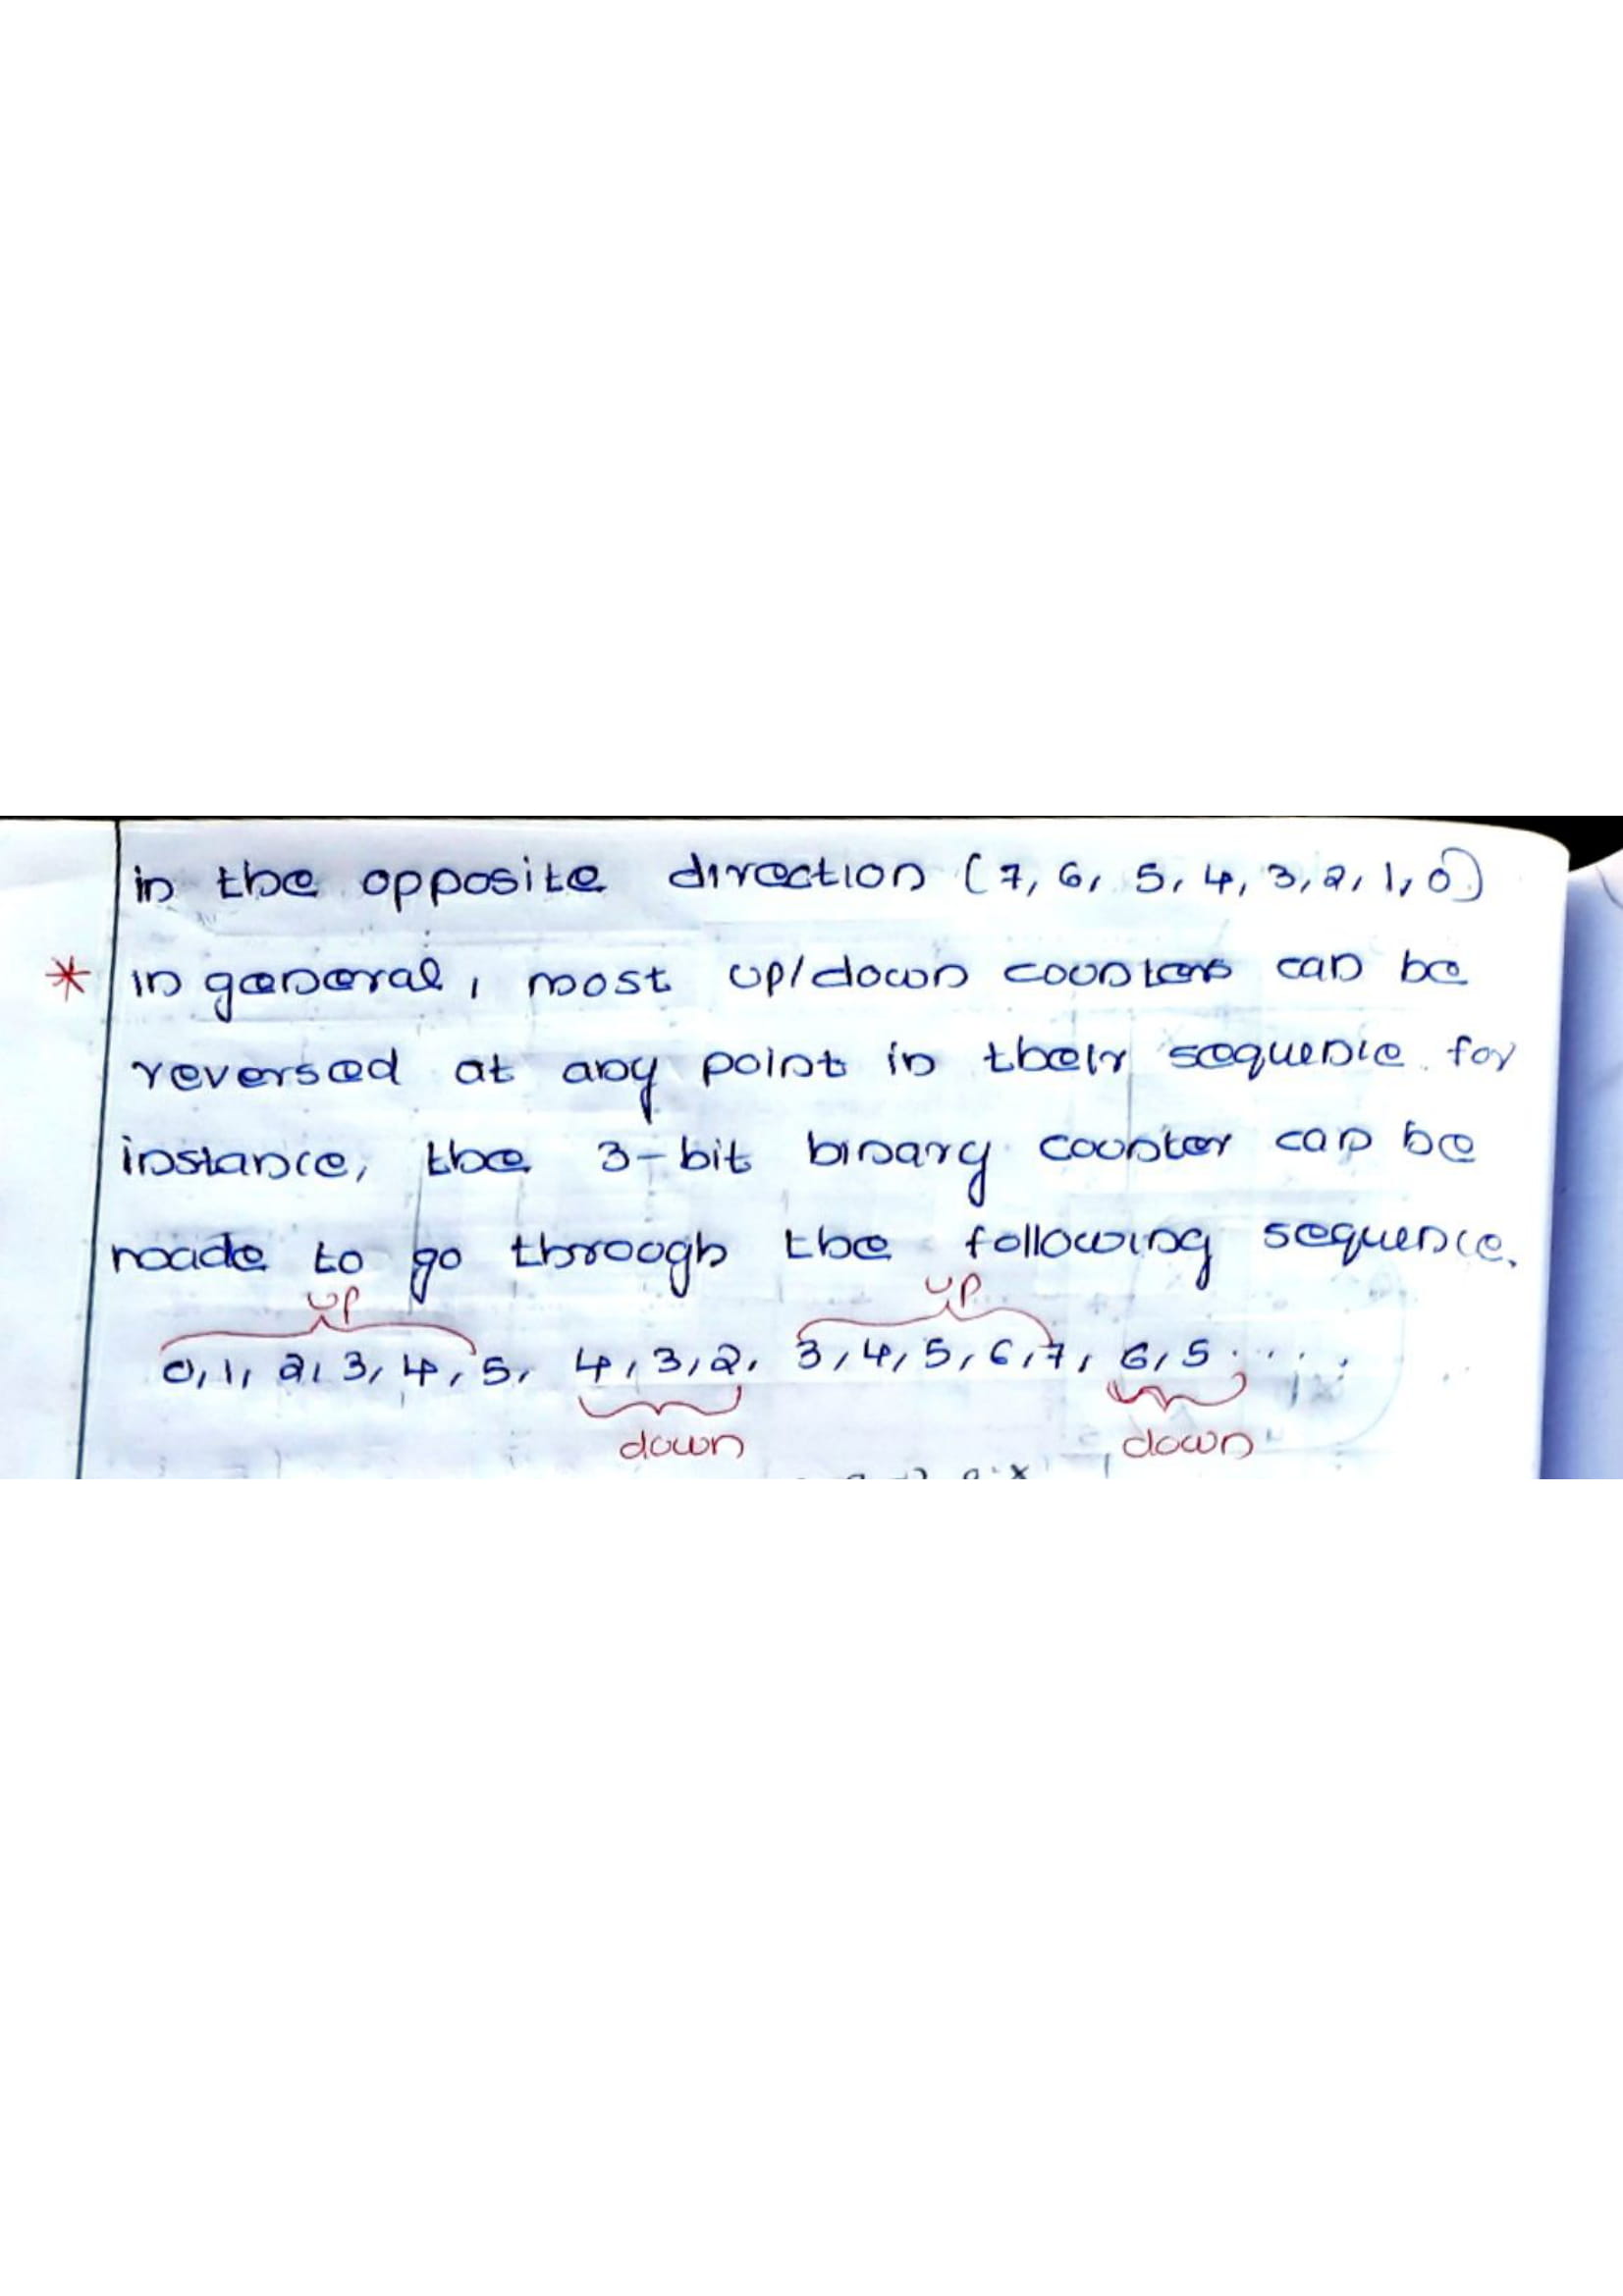 in the opposite direction (7, 6, 5, 4, 3, 2, 1, 0)
* in general, most up/down counters can be
reversed at any point in their sequence. for
instance, the 3-bit binary counter can be
made to go through the following sequence.
up up
0, 1, 2, 3, 4, 5, 4, 3, 2, 3, 4, 5, 6, 7, 6, 5 .....
down down